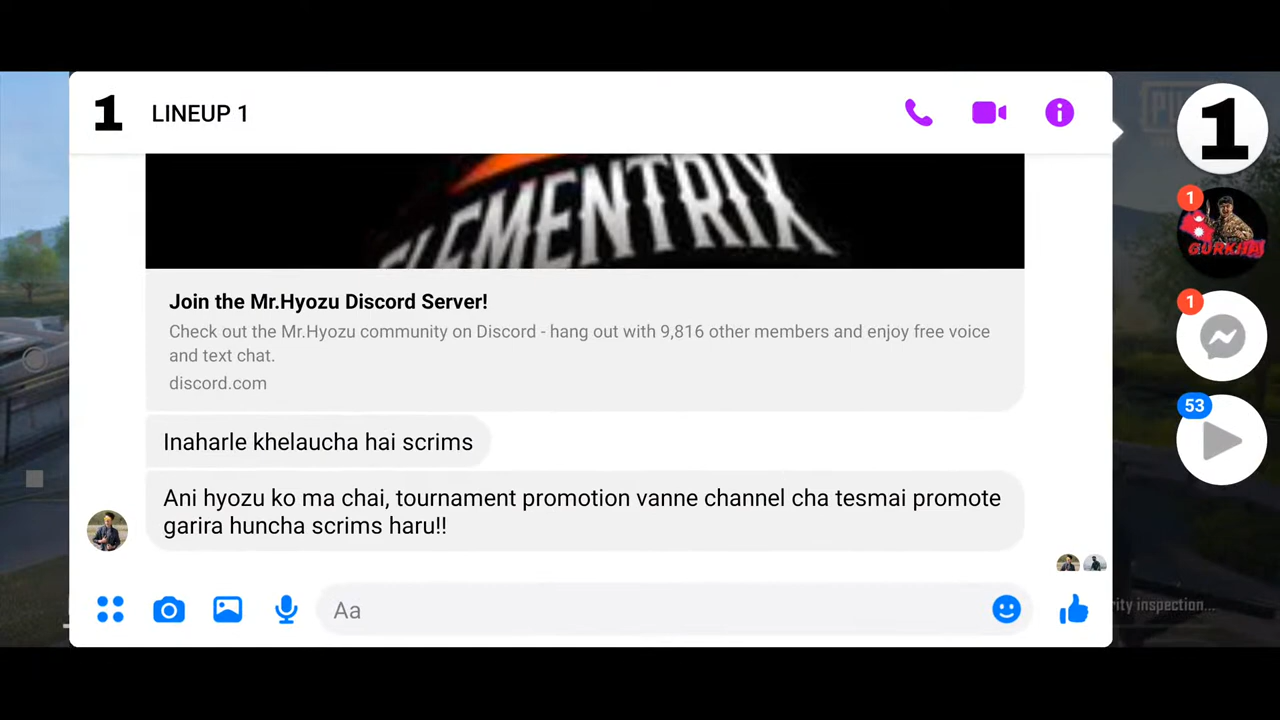 1 LINEUP 1
ELEMENTRIX
Join the Mr.Hyozu Discord Server!
Check out the Mr.Hyozu community on Discord - hang out with 9,816 other members and enjoy free voice
and text chat.
discord.com
Inaharle khelaucha hai scrims
Ani hyozu ko ma chai, tournament promotion vanne channel cha tesmai promote
garira huncha scrims haru!!
Aa
1
1
GURKHA
1
53
rity inspection...